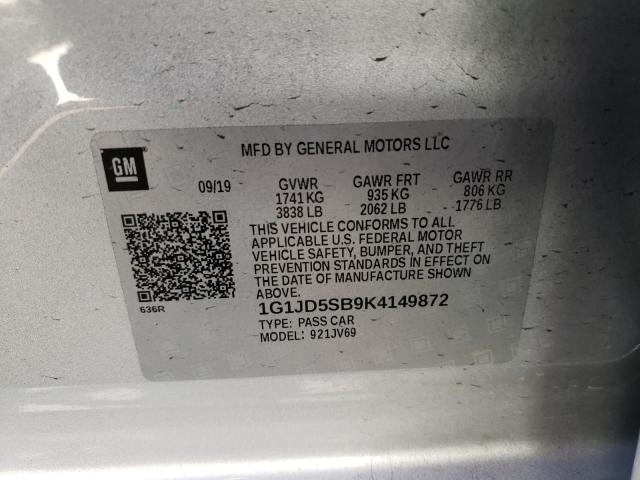 MFD BY GENERAL MOTORS LLC
GM
09/19 GVWR GAWR FRT GAWR RR
1741 KG 935 KG 806 KG
3838 LB 2062 LB 1776 LB
THIS VEHICLE CONFORMS TO ALL
APPLICABLE U.S. FEDERAL MOTOR
VEHICLE SAFETY, BUMPER, AND THEFT
PREVENTION STANDARDS IN EFFECT ON
THE DATE OF MANUFACTURE SHOWN
ABOVE.
636R
1G1JD5SB9K4149872
TYPE: PASS CAR
MODEL: 921JV69